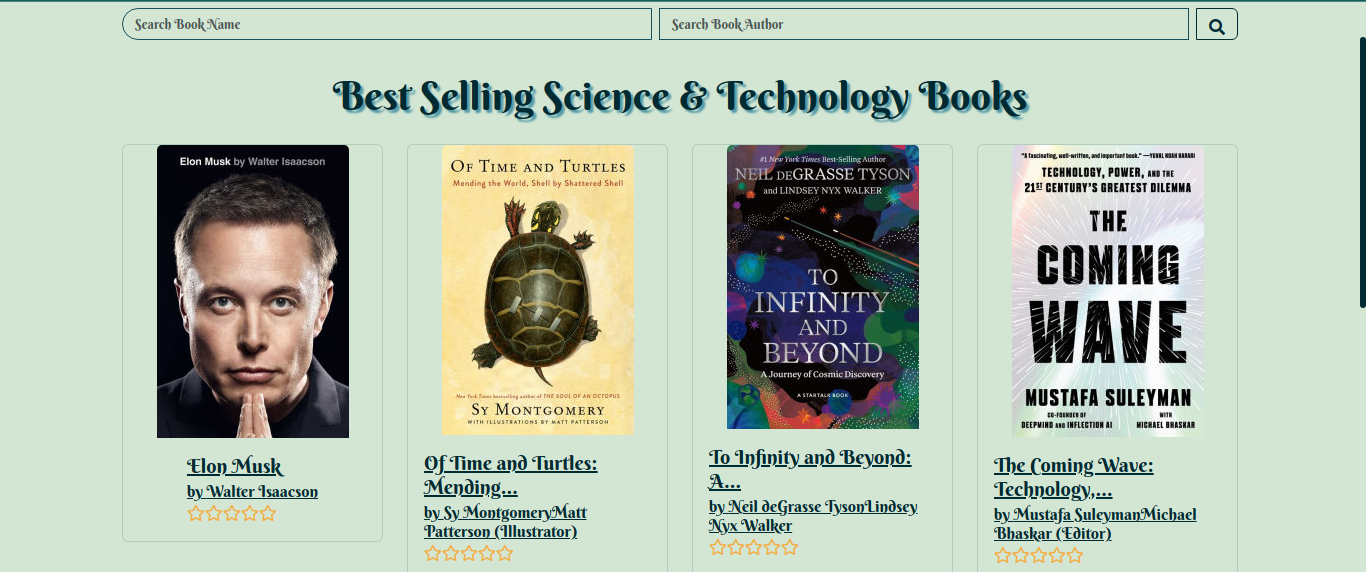 Search Book Name
Search Book Author
Best Selling Science & Technology Books
Elon Musk by Walter Isaacson
Elon Musk
by Walter Isaacson
OF TIME AND TURTLES
Mending the World, Shell by Shattered Shell
New York Times bestselling author of THE SOUL OF AN OCTOPUS
SY MONTGOMERY
WITH ILLUSTRATIONS BY MATT PATTERSON
Of Time and Turtles:
Mending...
by Sy MontgomeryMatt
Patterson (Illustrator)
#1 New York Times Best-Selling Author
NEIL DEGRASSE TYSON
and LINDSEY NYX WALKER
TO
INFINITY
AND
BEYOND
A Journey of Cosmic Discovery
A STARTALK BOOK
To Infinity and Beyond:
A...
by Neil deGrasse TysonLindsey
Nyx Walker
"A fascinating, well-written, and important book." —YUVAL NOAH HARARI
TECHNOLOGY, POWER, AND THE
21ST CENTURY'S GREATEST DILEMMA
THE
COMING
WAVE
MUSTAFA SULEYMAN
CO-FOUNDER OF
DEEPMIND AND INFLECTION AI
WITH
MICHAEL BHASKAR
The Coming Wave:
Technology,...
by Mustafa SuleymanMichael
Bhaskar (Editor)